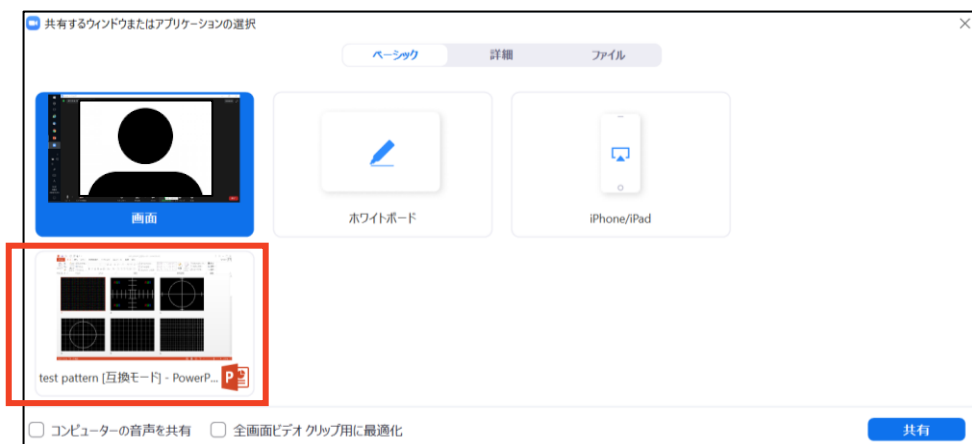 共有するウィンドウまたはアプリケーションの選択
ベーシック 詳細 ファイル
画面 ホワイトボード iPhone/iPad
test pattern [互換モード] - PowerP...
コンピューターの音声を共有 全画面ビデオ クリップ用に最適化 共有